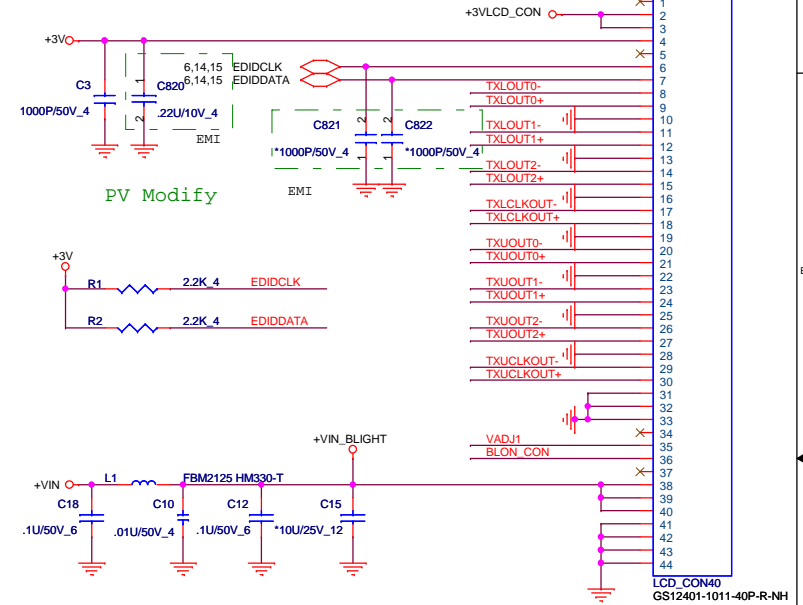 +3VLCD_CON
+3V
6,14,15 EDIDCLK
6,14,15 EDIDDATA
C3
1000P/50V_4
1
C820
2
.22U/10V_4
EMI
C821
2
1
*1000P/50V_4
C822
2
1
*1000P/50V_4
EMI
PV Modify
+3V
R1 2.2K_4 EDIDCLK
R2 2.2K_4 EDIDDATA
+VIN_BLIGHT
+VIN
L1
FBM2125 HM330-T
C18
.1U/50V_6
C10
.01U/50V_4
C12
.1U/50V_6
C15
*10U/25V_12
TXLOUT0-
TXLOUT0+
TXLOUT1-
TXLOUT1+
TXLOUT2-
TXLOUT2+
TXLCLKOUT-
TXLCLKOUT+
TXUOUT0-
TXUOUT0+
TXUOUT1-
TXUOUT1+
TXUOUT2-
TXUOUT2+
TXUCLKOUT-
TXUCLKOUT+
VADJ1
BLON_CON
1
2
3
4
5
6
7
8
9
10
11
12
13
14
15
16
17
18
19
20
21
22
23
24
25
26
27
28
29
30
31
32
33
34
35
36
37
38
39
40
41
42
43
44
LCD_CON40
GS12401-1011-40P-R-NH